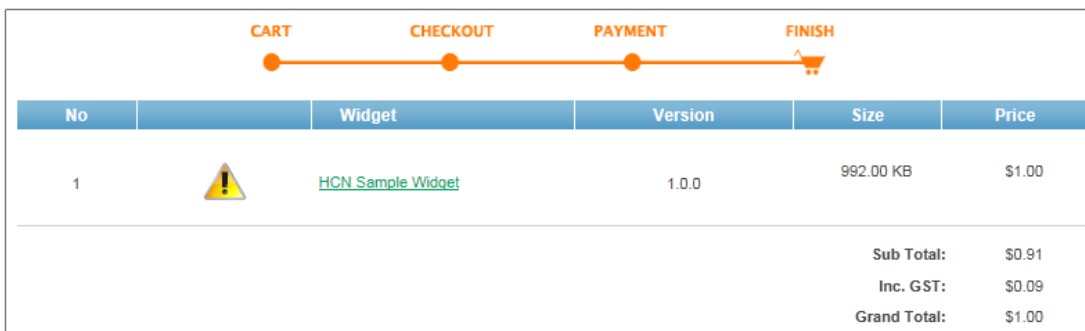 CART CHECKOUT PAYMENT FINISH
No Widget Version Size Price
1 HCN Sample Widget 1.0.0 992.00 KB $1.00
Sub Total: $0.91
Inc. GST: $0.09
Grand Total: $1.00